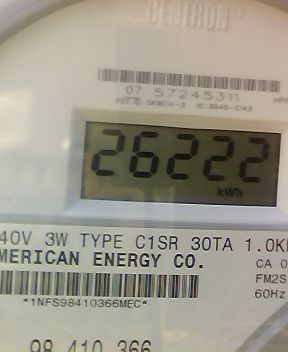 CENTRON
07 57245311
26222
kWh
40V 3W TYPE C1SR 30TA 1.0K
MERICAN ENERGY CO.
CA 0
FM2S
60Hz
*1NFS98410366MEC*
98 410 366